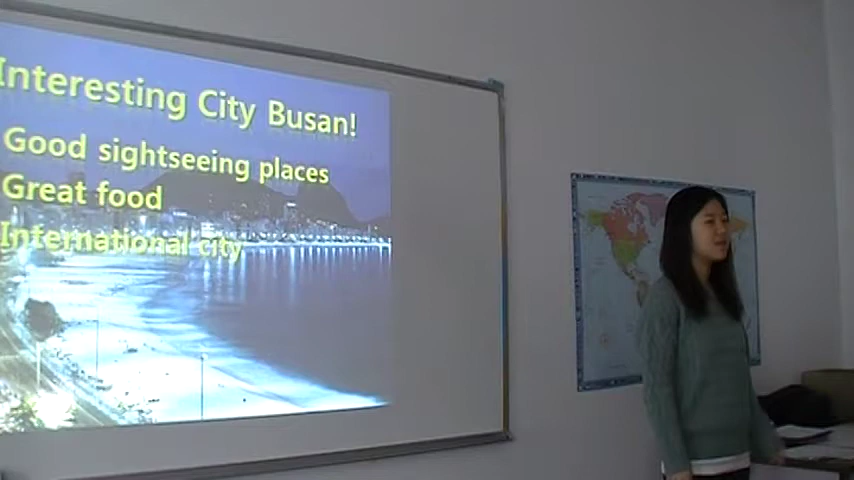 Interesting City Busan!
Good sightseeing places
Great food
International city